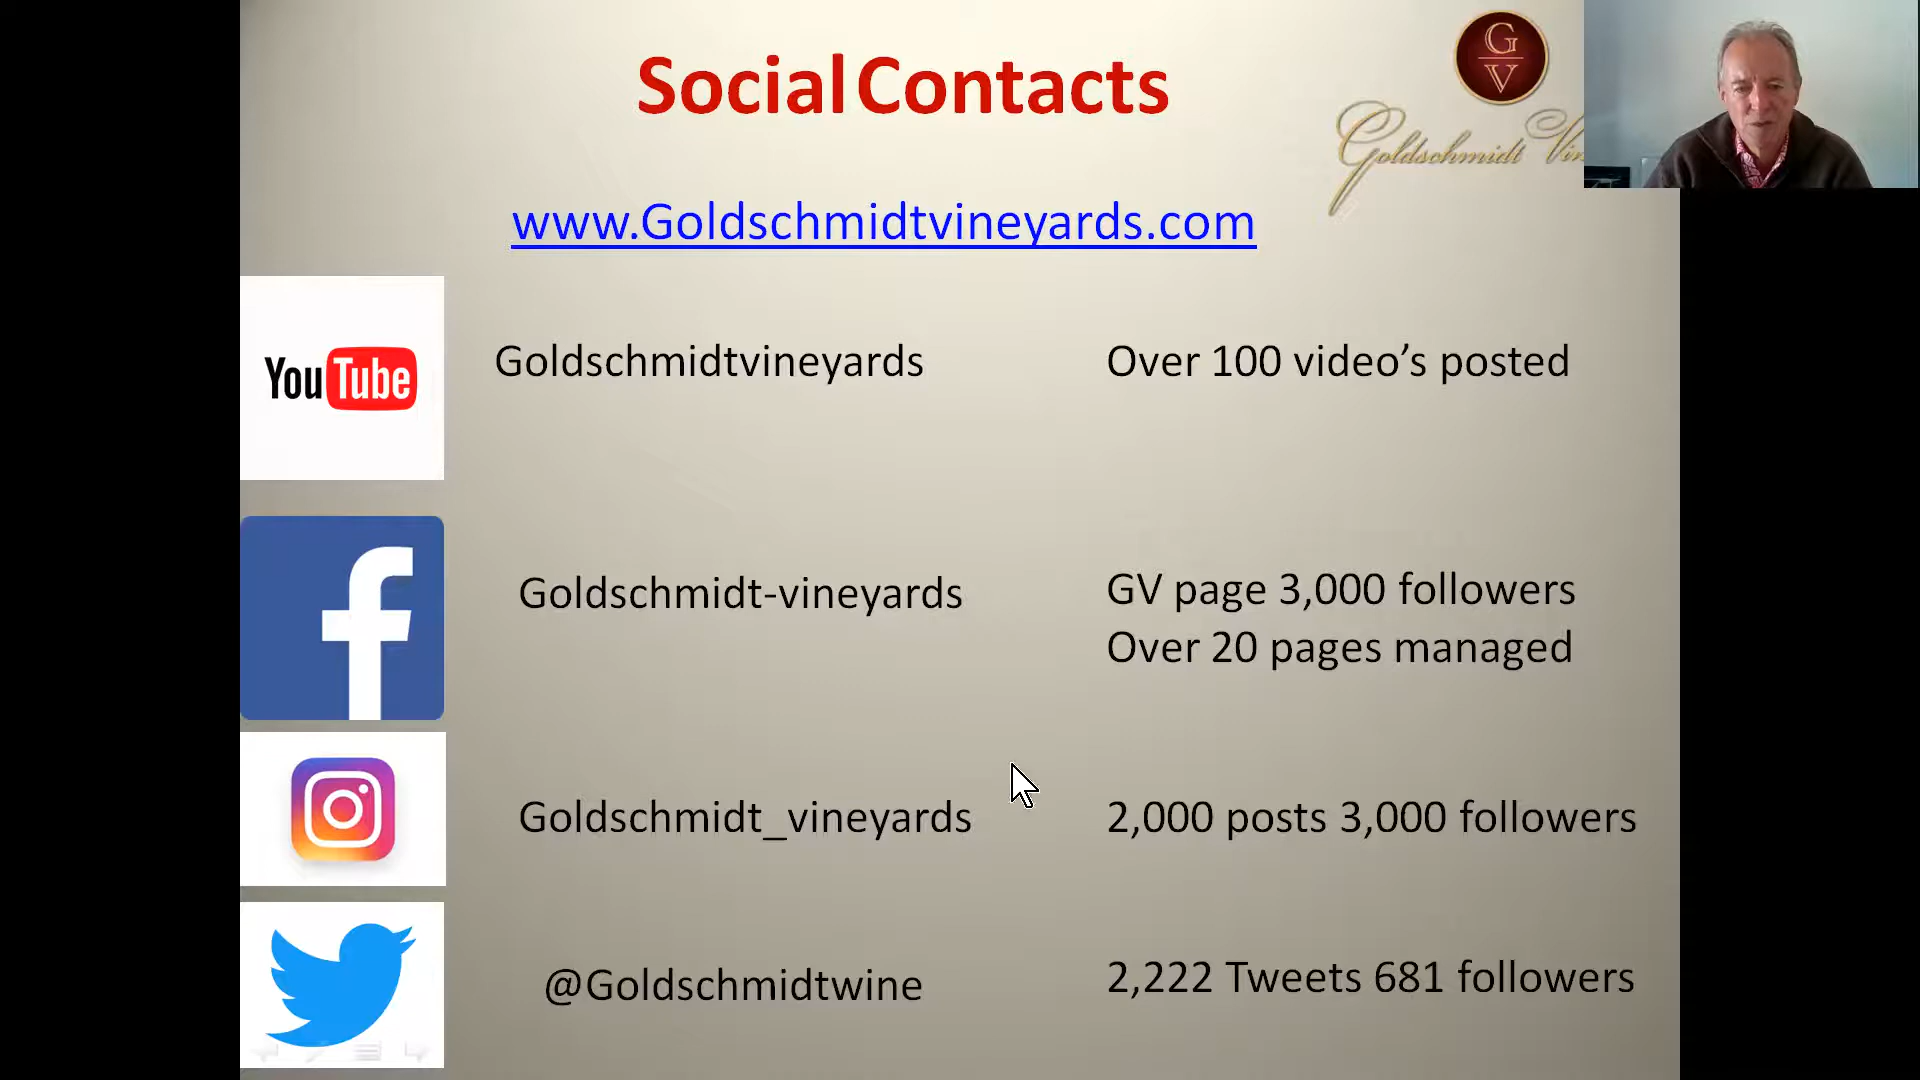 Social Contacts
G
V
Goldschmidt
www.Goldschmidtvineyards.com
YouTube
Goldschmidtvineyards
Over 100 video’s posted
Goldschmidt-vineyards
GV page 3,000 followers
Over 20 pages managed
Goldschmidt_vineyards
2,000 posts 3,000 followers
@Goldschmidtwine
2,222 Tweets 681 followers